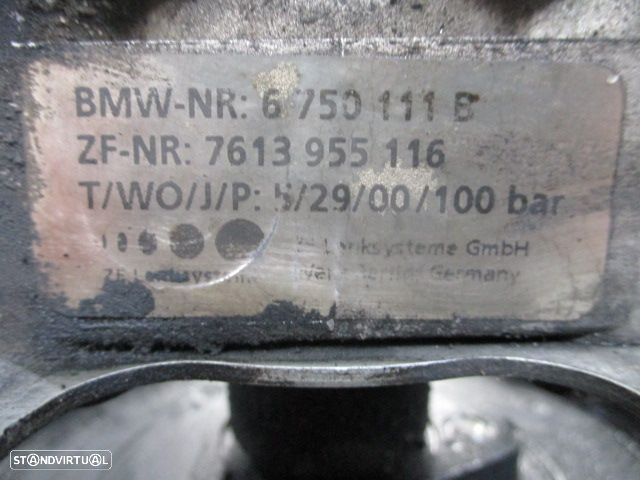 BMW-NR: 6 750 111 B
ZF-NR: 7613 955 116
T/WO/J/P: 5/29/00/100 bar
Lenksysteme GmbH
ZF Germany
STANDVIRTUAL